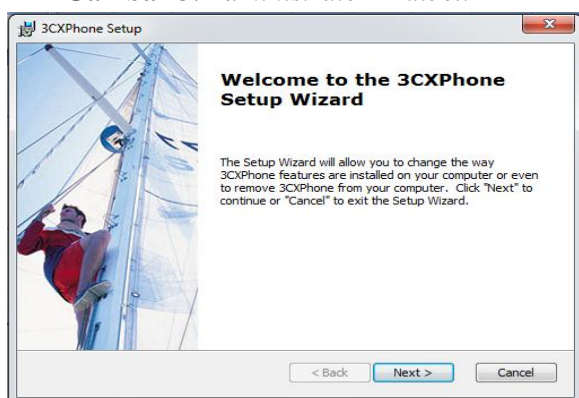 3CXPhone Setup
Welcome to the 3CXPhone
Setup Wizard
The Setup Wizard will allow you to change the way
3CXPhone features are installed on your computer or even
to remove 3CXPhone from your computer. Click "Next" to
continue or "Cancel" to exit the Setup Wizard.
< Back Next > Cancel